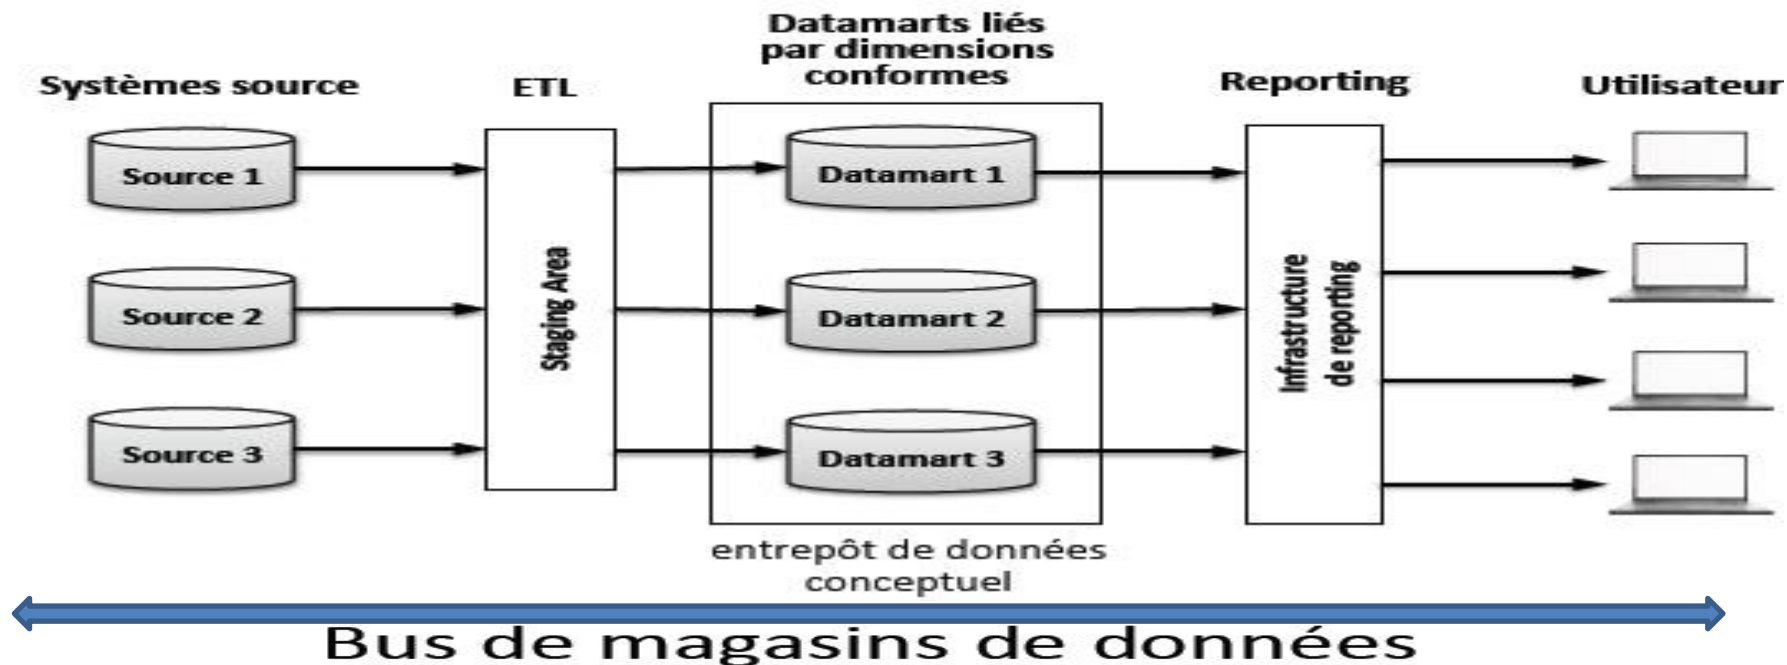 Datamarts liés
par dimensions
conformes
Systèmes source
ETL
Reporting
Utilisateur
Source 1
Source 2
Source 3
Staging Area
Datamart 1
Datamart 2
Datamart 3
Infrastructure
de reporting
entrepôt de données
conceptuel
Bus de magasins de données